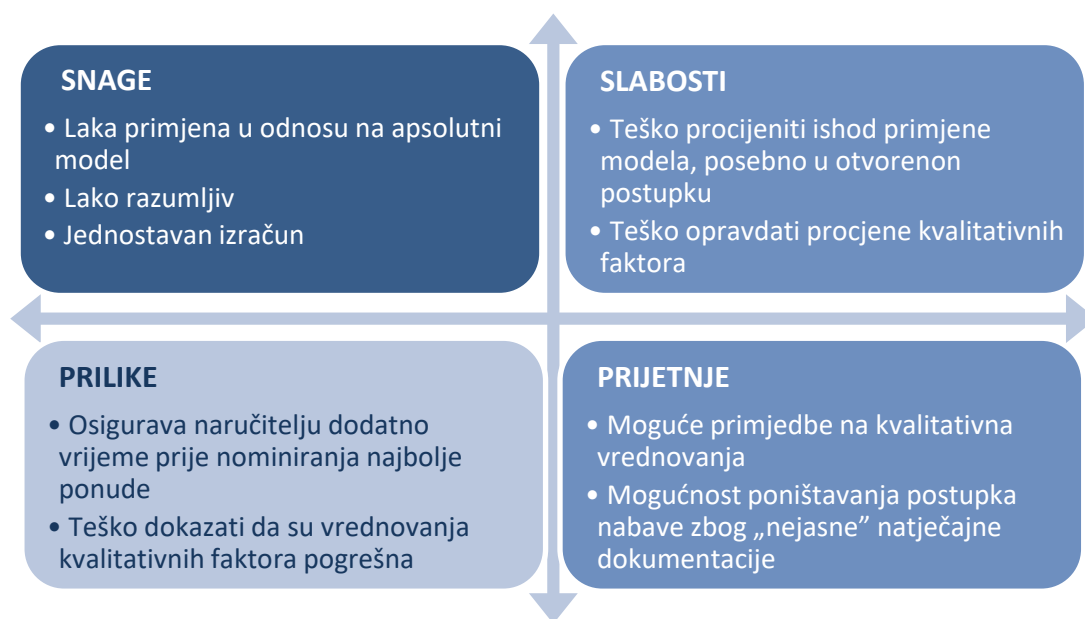 SNAGE
• Laka primjena u odnosu na apsolutni
model
• Lako razumljiv
• Jednostavan izračun
SLABOSTI
• Teško procijeniti ishod primjene
modela, posebno u otvorenon
postupku
• Teško opravdati procjene kvalitativnih
faktora
PRILIKE
• Osigurava naručitelju dodatno
vrijeme prije nominiranja najbolje
ponude
• Teško dokazati da su vrednovanja
kvalitativnih faktora pogrešna
PRIJETNJE
• Moguće primjedbe na kvalitativna
vrednovanja
• Mogućnost poništavanja postupka
nabave zbog „nejasne” natječajne
dokumentacije